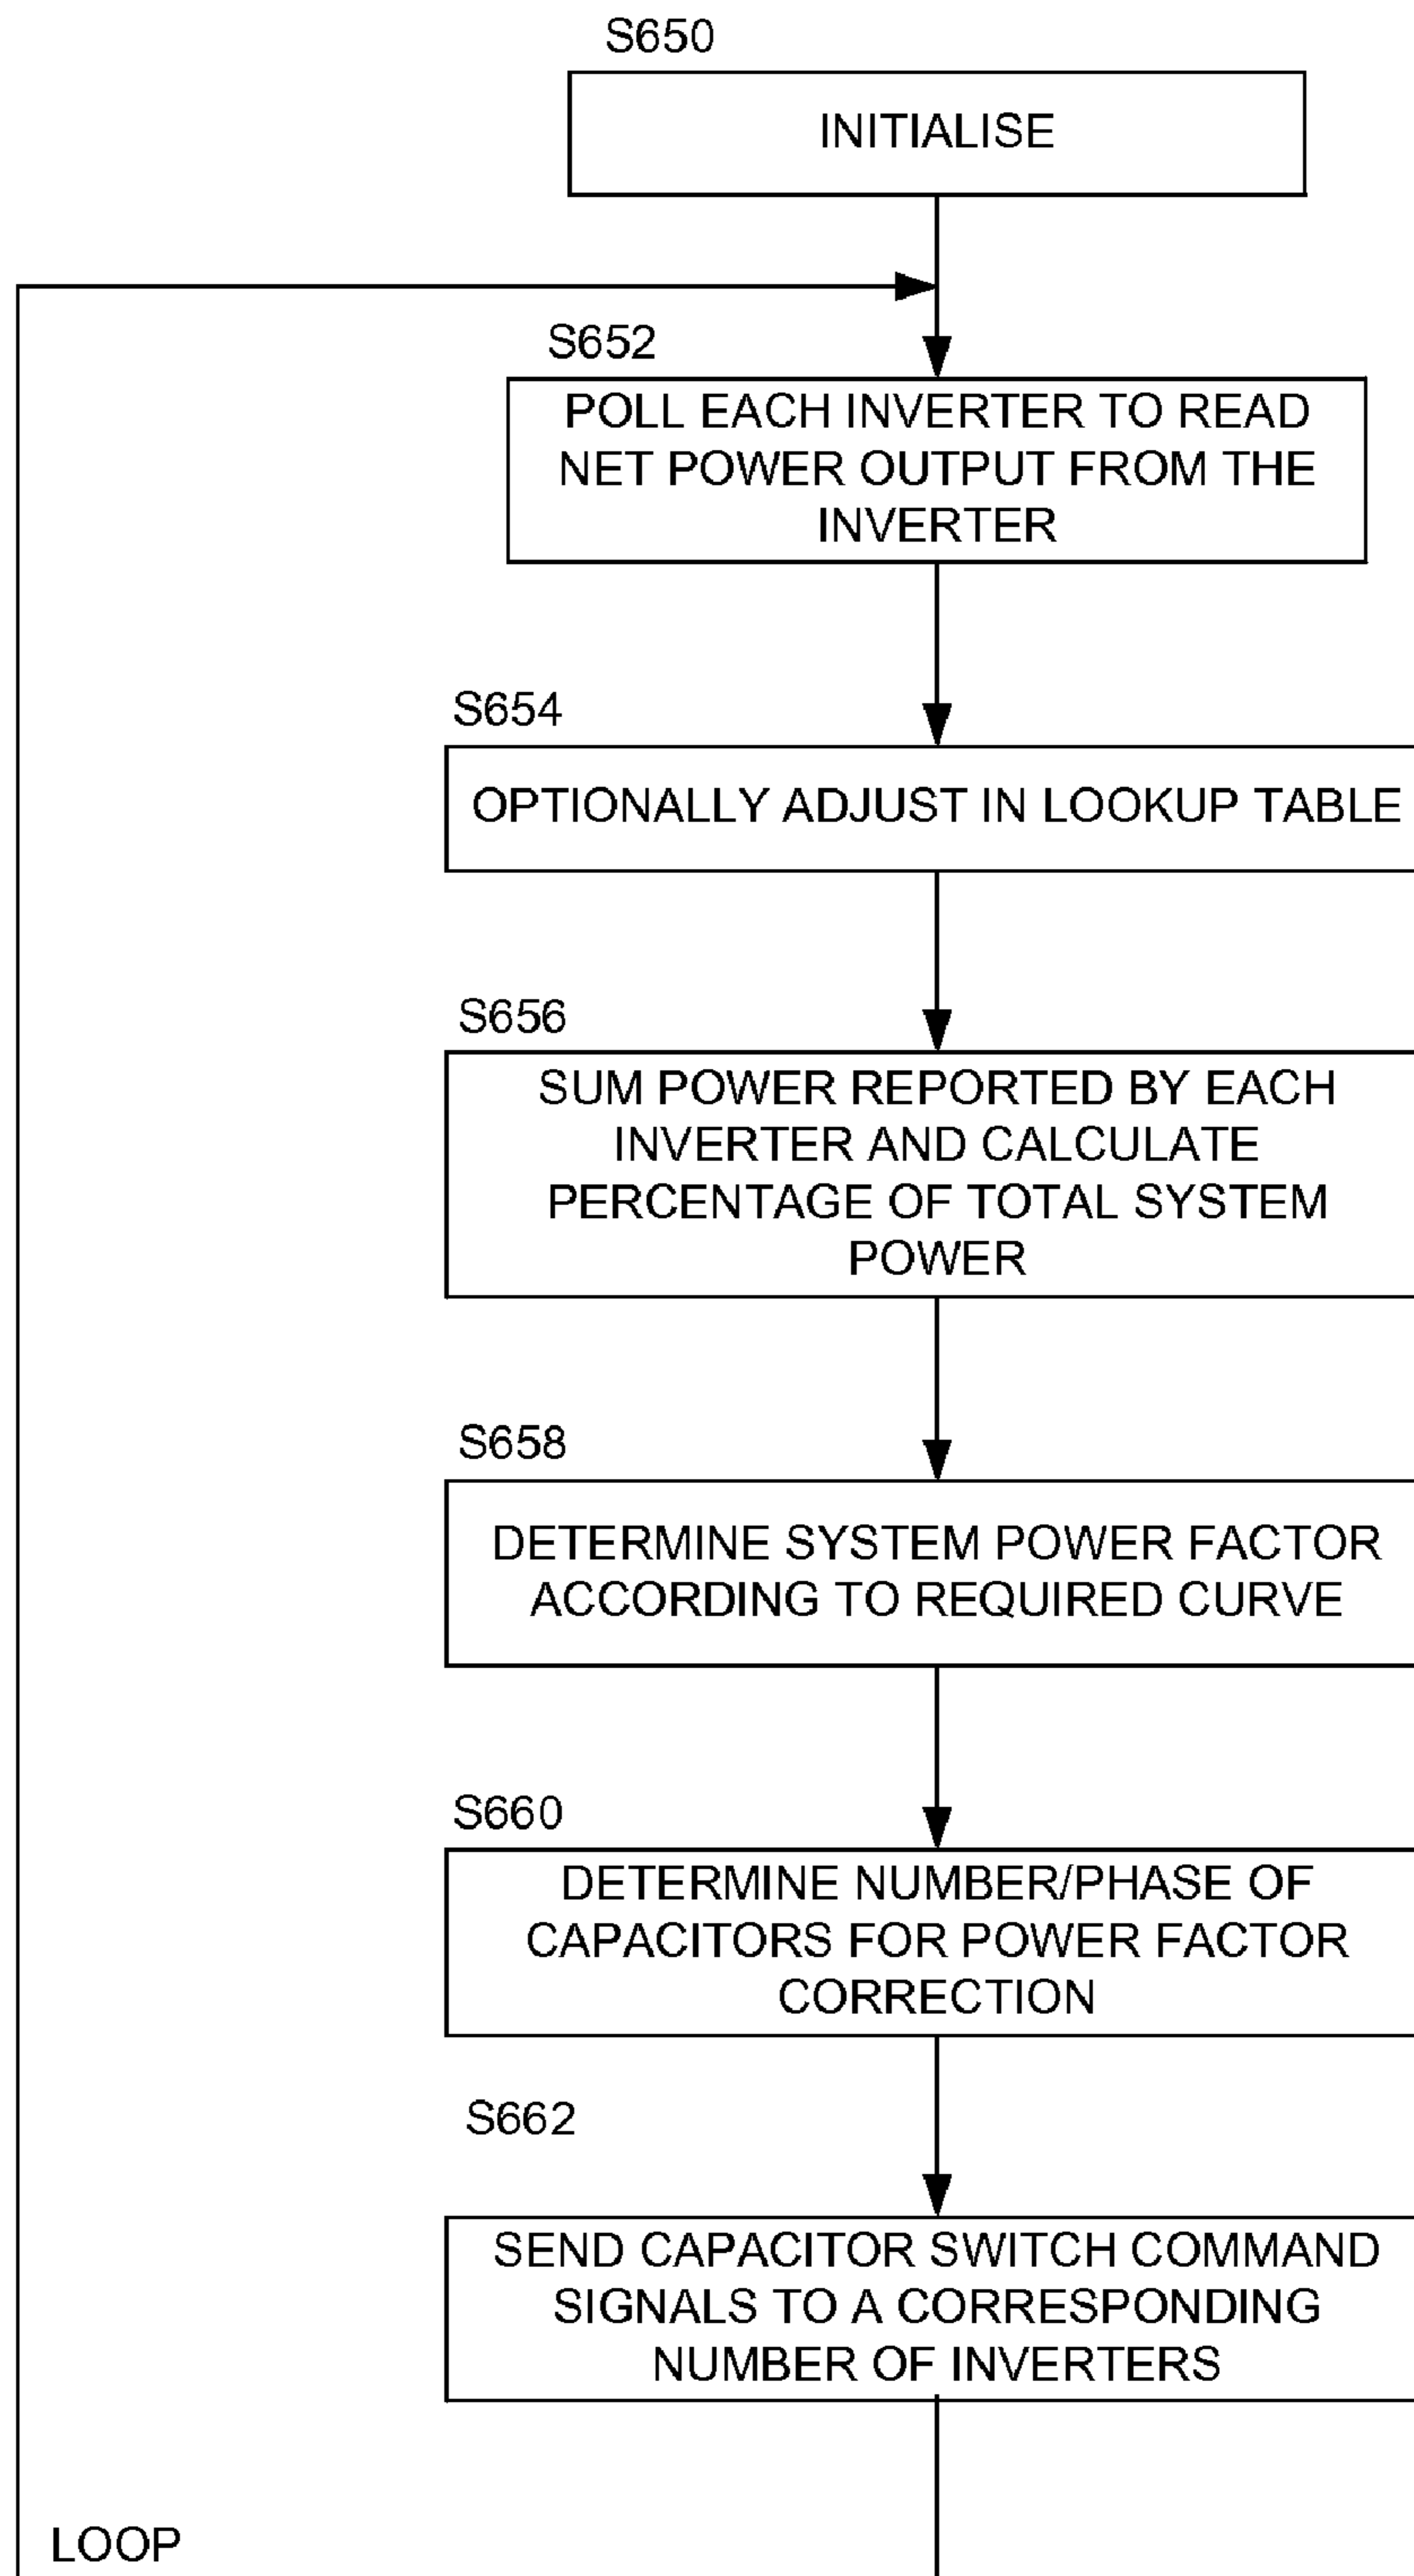 S650
INITIALISE
S652
POLL EACH INVERTER TO READ
NET POWER OUTPUT FROM THE
INVERTER
S654
OPTIONALLY ADJUST IN LOOKUP TABLE
S656
SUM POWER REPORTED BY EACH
INVERTER AND CALCULATE
PERCENTAGE OF TOTAL SYSTEM
POWER
S658
DETERMINE SYSTEM POWER FACTOR
ACCORDING TO REQUIRED CURVE
S660
DETERMINE NUMBER/PHASE OF
CAPACITORS FOR POWER FACTOR
CORRECTION
S662
SEND CAPACITOR SWITCH COMMAND
SIGNALS TO A CORRESPONDING
NUMBER OF INVERTERS
LOOP